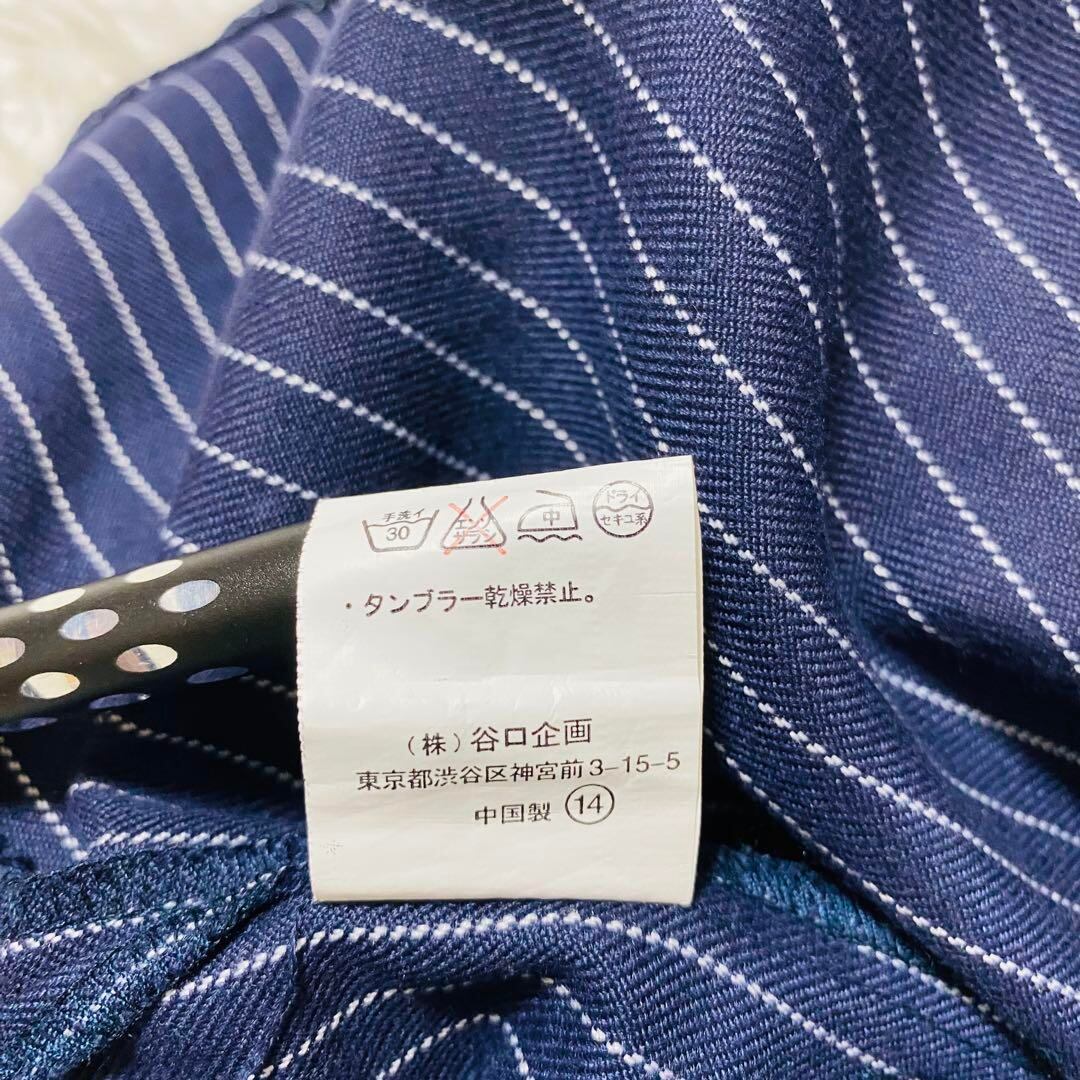 手洗イ 30 エンソサラシ 中 ドライ セキユ系
・タンブラー乾燥禁止。
(株)谷口企画
東京都渋谷区神宮前3-15-5
中国製 ⑭